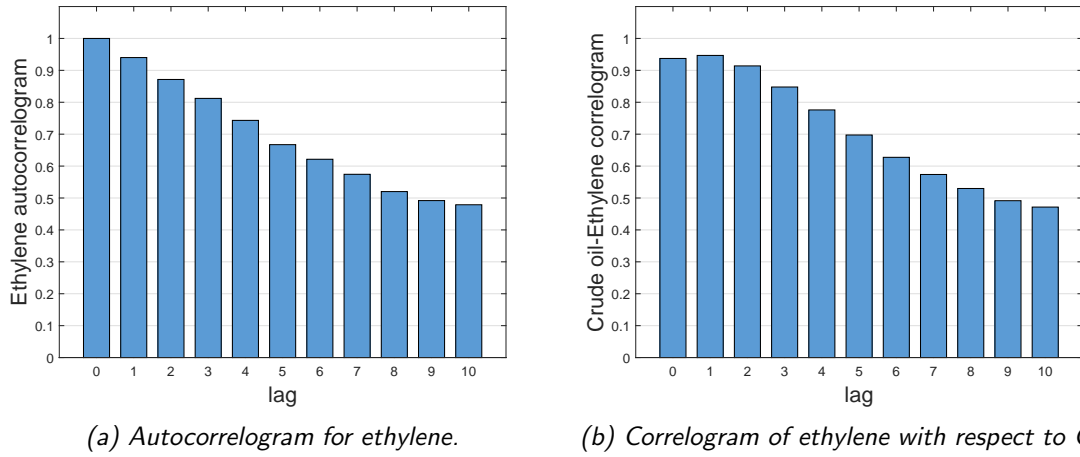 Ethylene autocorrelogram
1
0.9
0.8
0.7
0.6
0.5
0.4
0.3
0.2
0.1
0
0 1 2 3 4 5 6 7 8 9 10
lag
(a) Autocorrelogram for ethylene.
Crude oil-Ethylene correlogram
1
0.9
0.8
0.7
0.6
0.5
0.4
0.3
0.2
0.1
0
0 1 2 3 4 5 6 7 8 9 10
lag
(b) Correlogram of ethylene with respect to